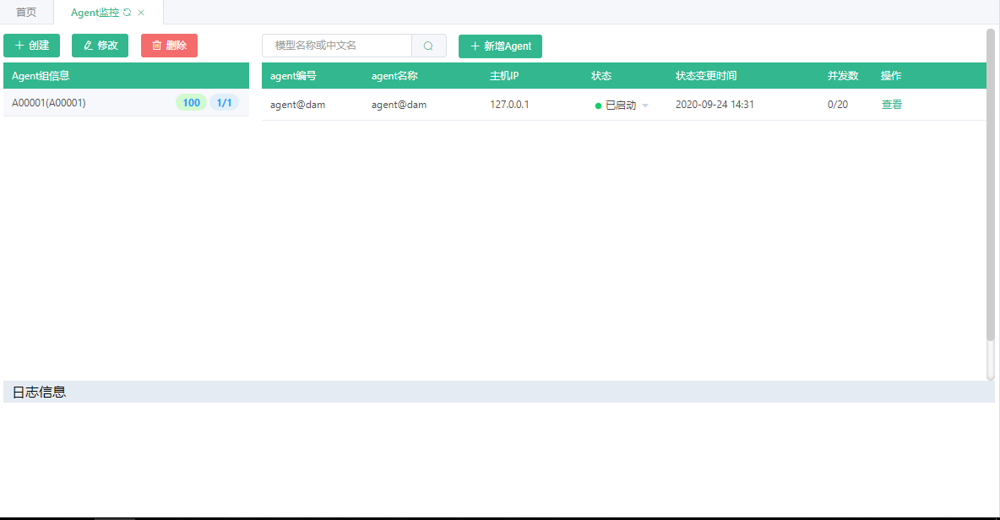 首页 Agent监控
创建 修改 删除 模型名称或中文名 新增Agent
Agent组信息 agent编号 agent名称 主机IP 状态 状态变更时间 并发数 操作
A00001(A00001) 100 1/1 agent@dam agent@dam 127.0.0.1 已启动 2020-09-24 14:31 0/20 查看
日志信息